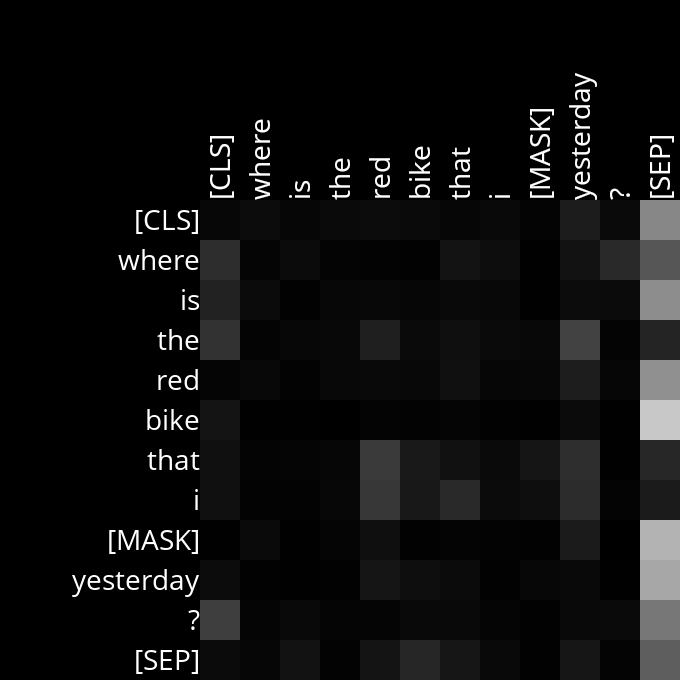 [CLS] where is the red bike that i [MASK] yesterday ? [SEP]
[CLS]
where
is
the
red
bike
that
i
[MASK]
yesterday
?
[SEP]